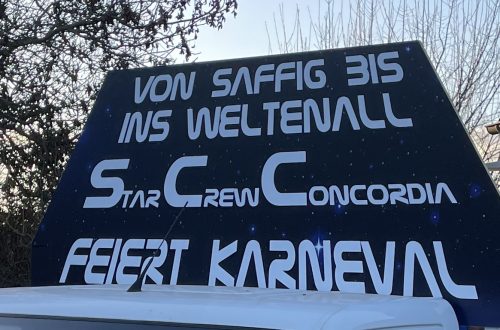 VON SAFFIG BIS
INS WELTENALL
STAR CREW CONCORDIA
FEIERT KARNEVAL